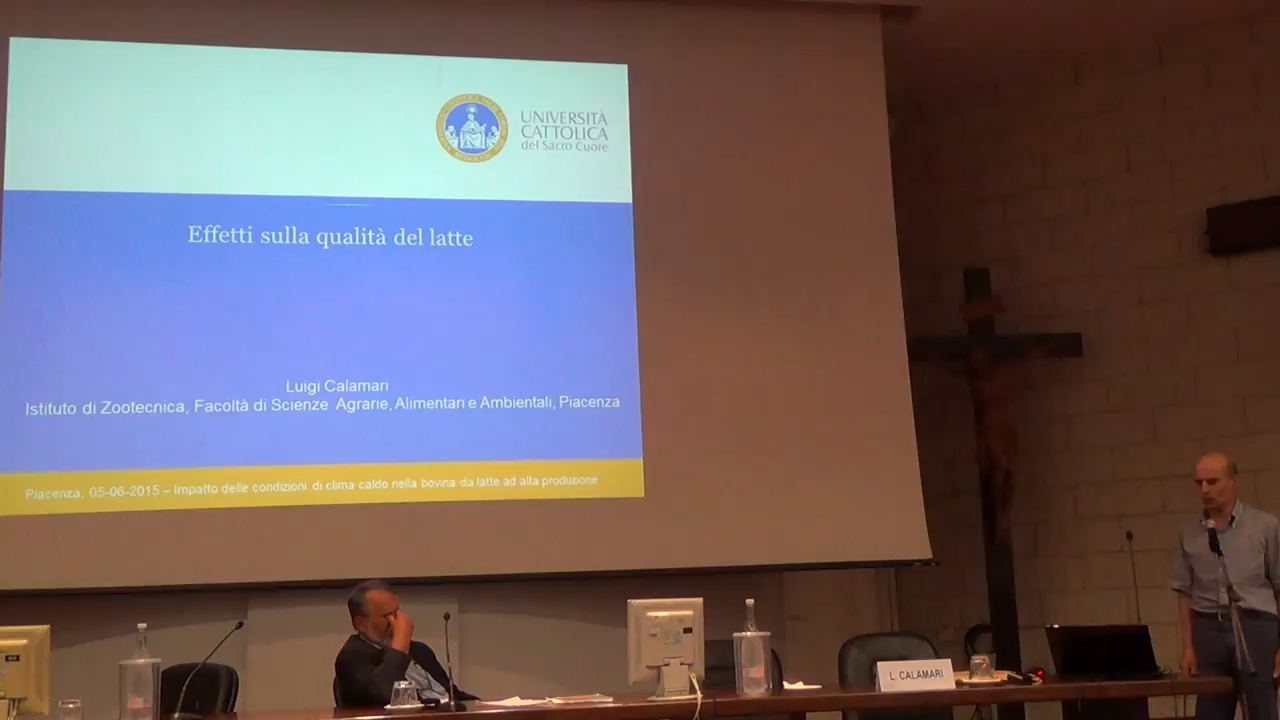 UNIVERSITÀ
CATTOLICA
del Sacro Cuore
Effetti sulla qualità del latte
Luigi Calamari
Istituto di Zootecnica, Facoltà di Scienze Agrarie, Alimentari e Ambientali, Piacenza
Piacenza, 05-06-2015 – Impatto delle condizioni di clima caldo nella bovina da latte ad alta produzione
L. CALAMARI